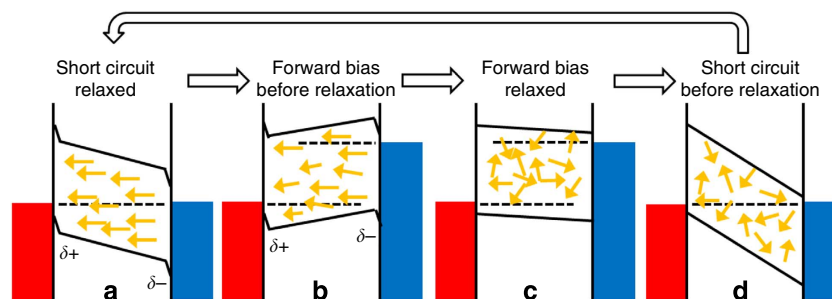 Short circuit
relaxed
Forward bias
before relaxation
Forward bias
relaxed
Short circuit
before relaxation
δ+
δ−
a
δ+
δ−
b
c
d